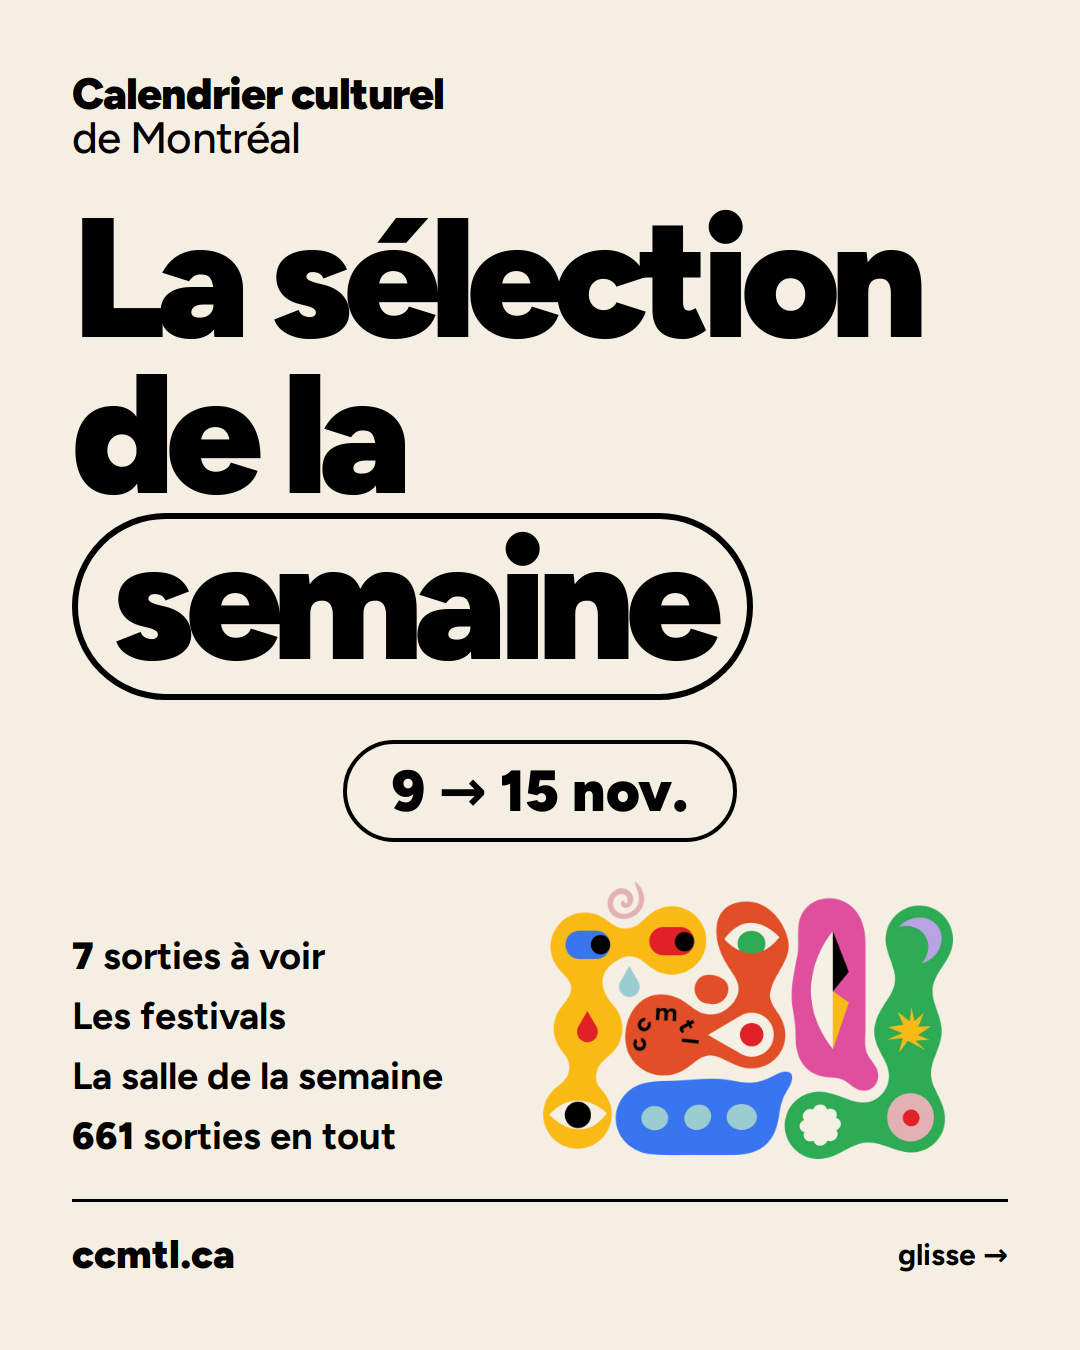 Calendrier culturel
de Montréal
La sélection
de la
semaine
9 → 15 nov.
7 sorties à voir
Les festivals
La salle de la semaine
661 sorties en tout
ccmtl
ccmtl.ca
glisse →